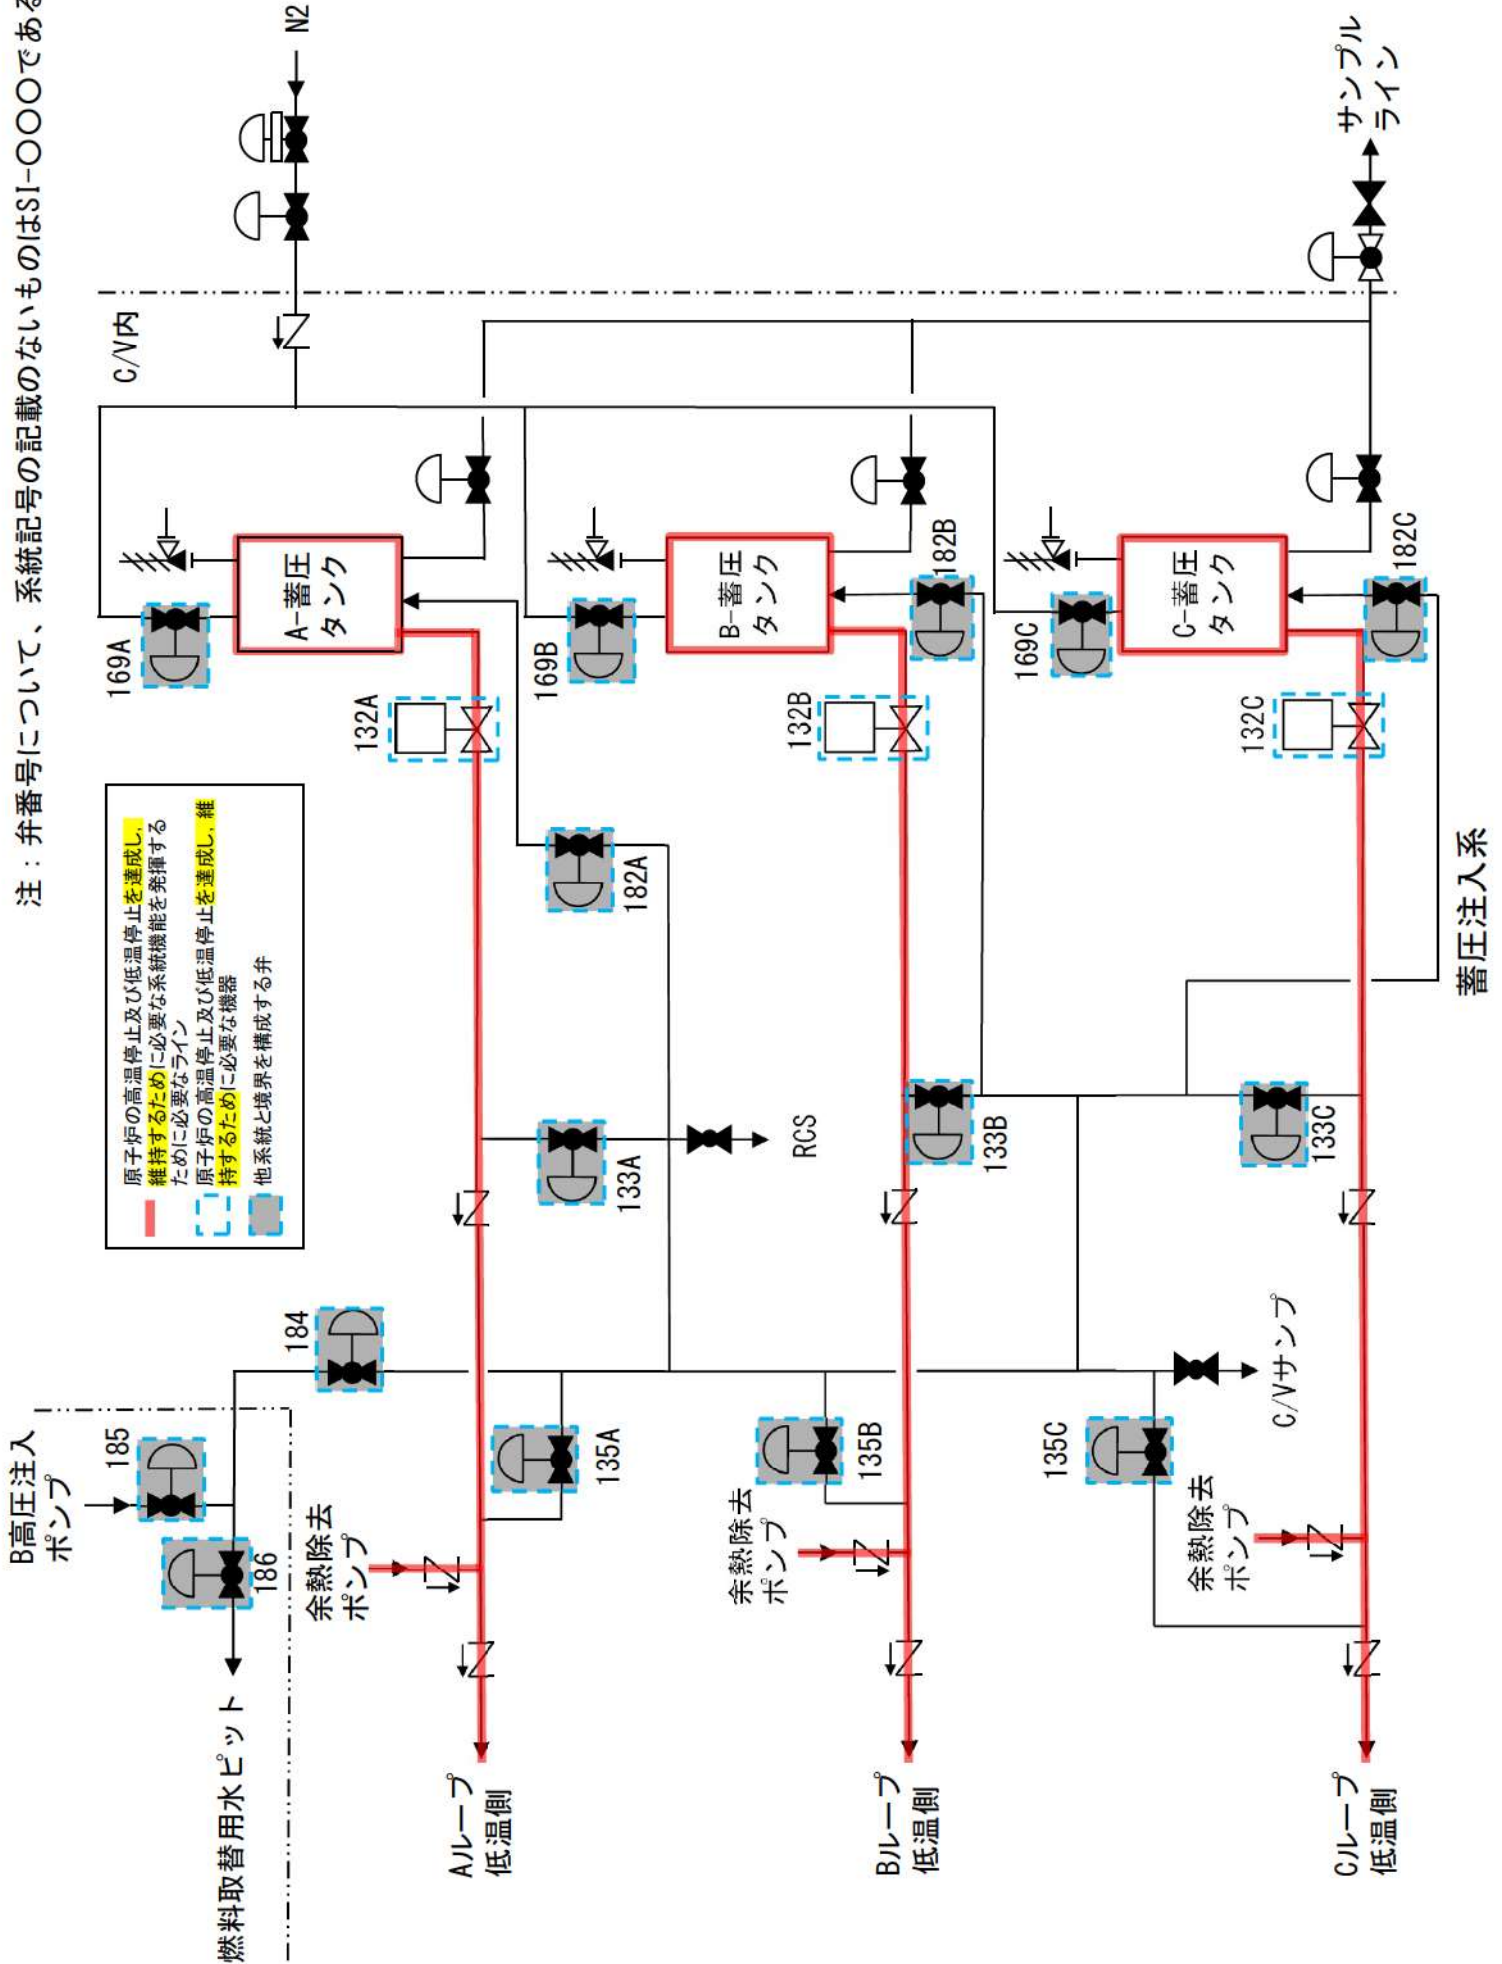 注：弁番号について、系統記号の記載のないものはSI-〇〇〇である
B高圧注入
ポンプ
185
186
184
燃料取替用水ピット
原子炉の高温停止及び低温停止を達成し、
維持するために必要な系統機能を発揮する
ために必要なライン
原子炉の高温停止及び低温停止を達成し、維
持するために必要な機器
他系統と境界を構成する弁
169A
C/V内
N2
余熱除去
ポンプ
132A
A-蓄圧
タンク
Aループ
低温側
135A
133A
182A
RCS
169B
余熱除去
ポンプ
132B
B-蓄圧
タンク
Bループ
低温側
135B
133B
182B
169C
135C
余熱除去
ポンプ
C/Vサンプ
132C
C-蓄圧
タンク
133C
182C
サンプル
ライン
Cループ
低温側
蓄圧注入系